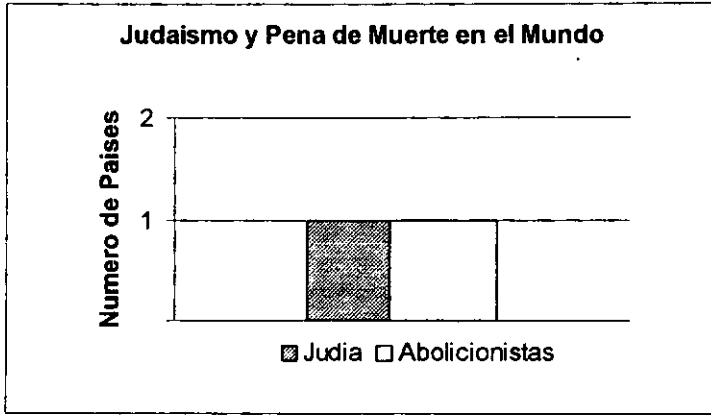 Judaismo y Pena de Muerte en el Mundo
Numero de Paises
2
1
Judia Abolicionistas